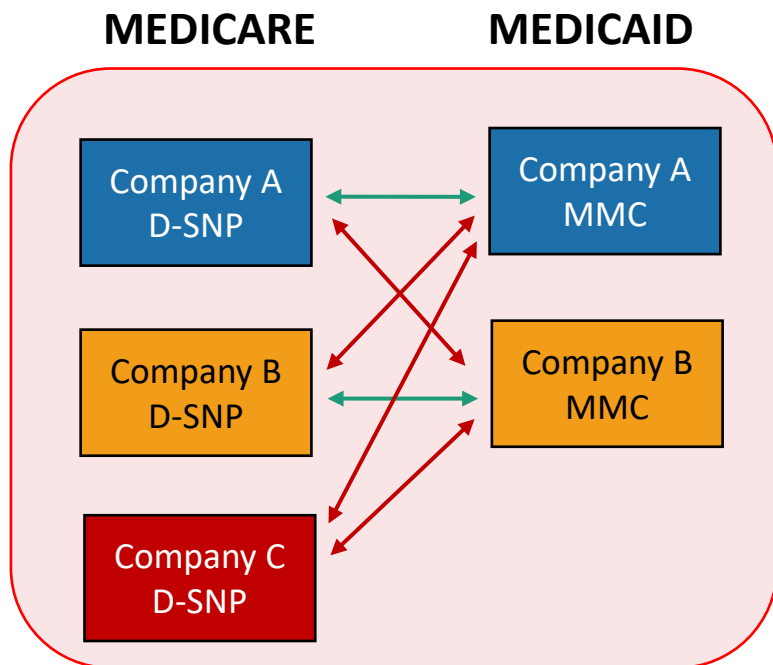 MEDICARE
MEDICAID
Company A
D-SNP
Company A
MMC
Company B
D-SNP
Company B
MMC
Company C
D-SNP